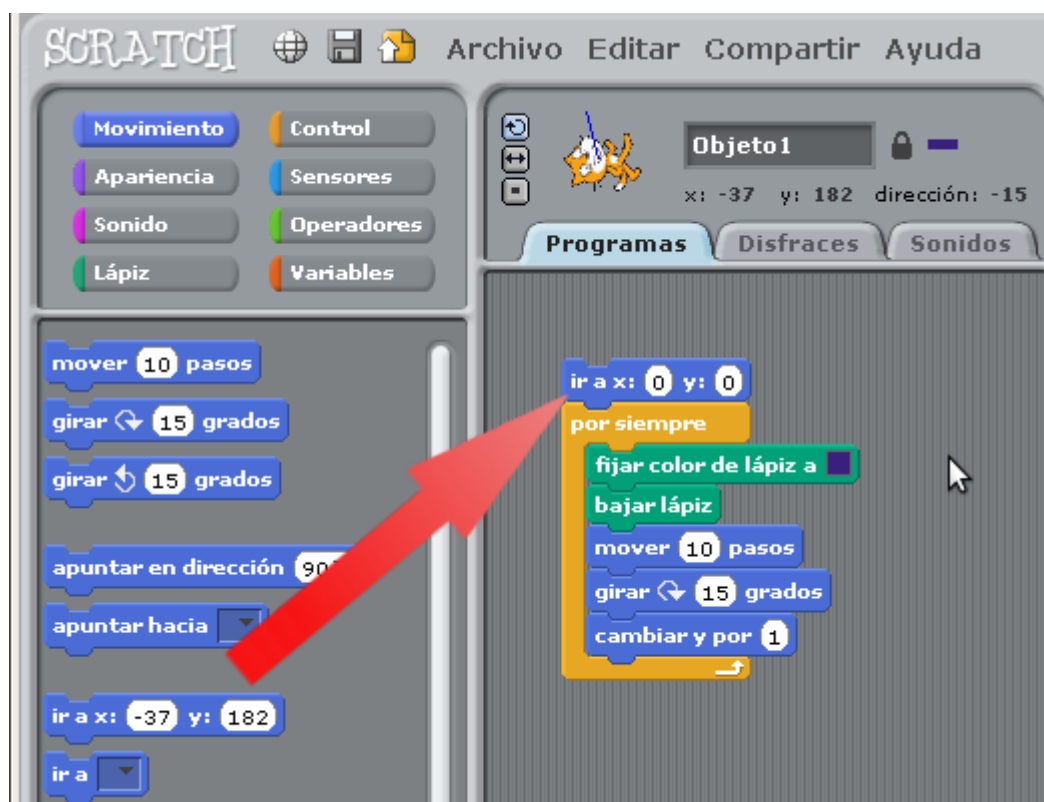 SCRATCH Archivo Editar Compartir Ayuda
Movimiento Control
Apariencia Sensores
Sonido Operadores
Lápiz Variables
Objeto1
x: -37 y: 182 dirección: -15
Programas Disfraces Sonidos
mover 10 pasos
girar 15 grados
girar 15 grados
apuntar en dirección
apuntar hacia
ir a x: -37 y: 182
ir a
ir a x: 0 y: 0
por siempre
fijar color de lápiz a
bajar lápiz
mover 10 pasos
girar 15 grados
cambiar y por 1